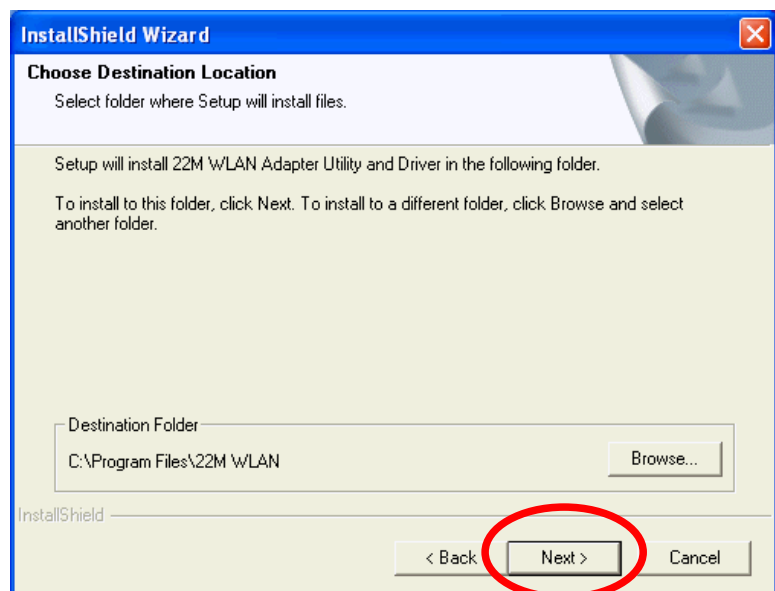 InstallShield Wizard
Choose Destination Location
Select folder where Setup will install files.
Setup will install 22M WLAN Adapter Utility and Driver in the following folder.
To install to this folder, click Next. To install to a different folder, click Browse and select
another folder.
Destination Folder
C:\Program Files\22M WLAN
Browse...
InstallShield
< Back
Next >
Cancel